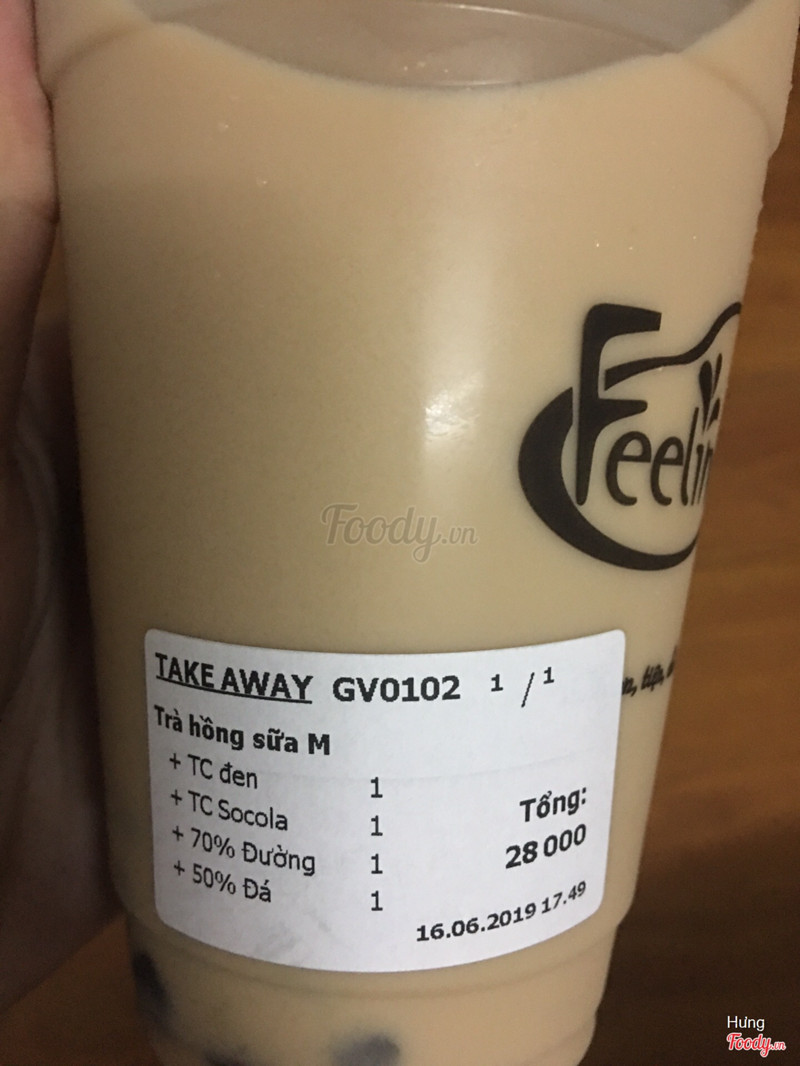 Feelin
Foody.vn
TAKE AWAY GV0102 1 / 1
Trà hồng sữa M
+ TC đen 1
+ TC Socola 1
+ 70% Đường 1
+ 50% Đá 1
Tổng:
28 000
16.06.2019 17.49
Hưng
Foody.vn